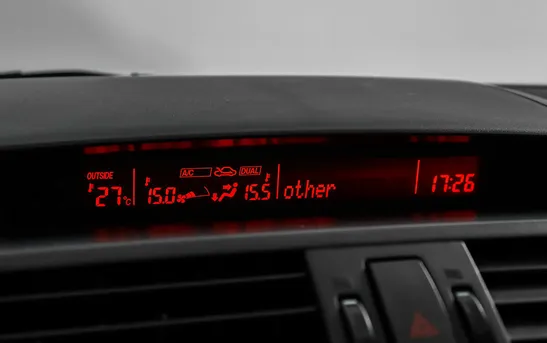 OUTSIDE A/C DUAL
27°C 15.0 15.5 other 17:26